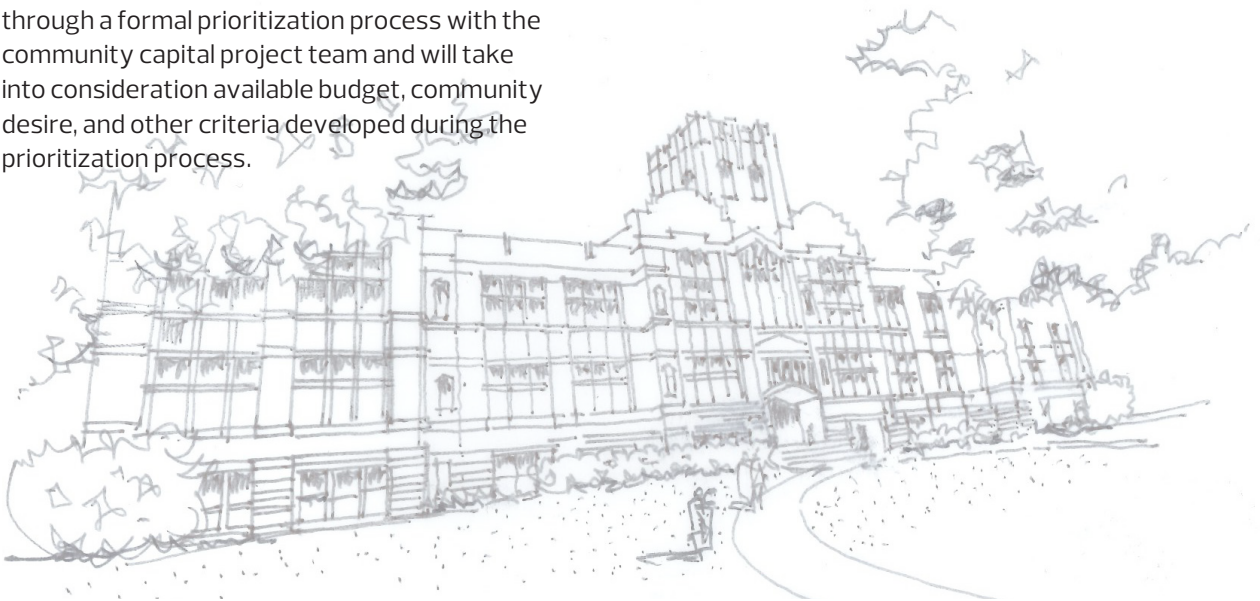 through a formal prioritization process with the
community capital project team and will take
into consideration available budget, community
desire, and other criteria developed during the
prioritization process.